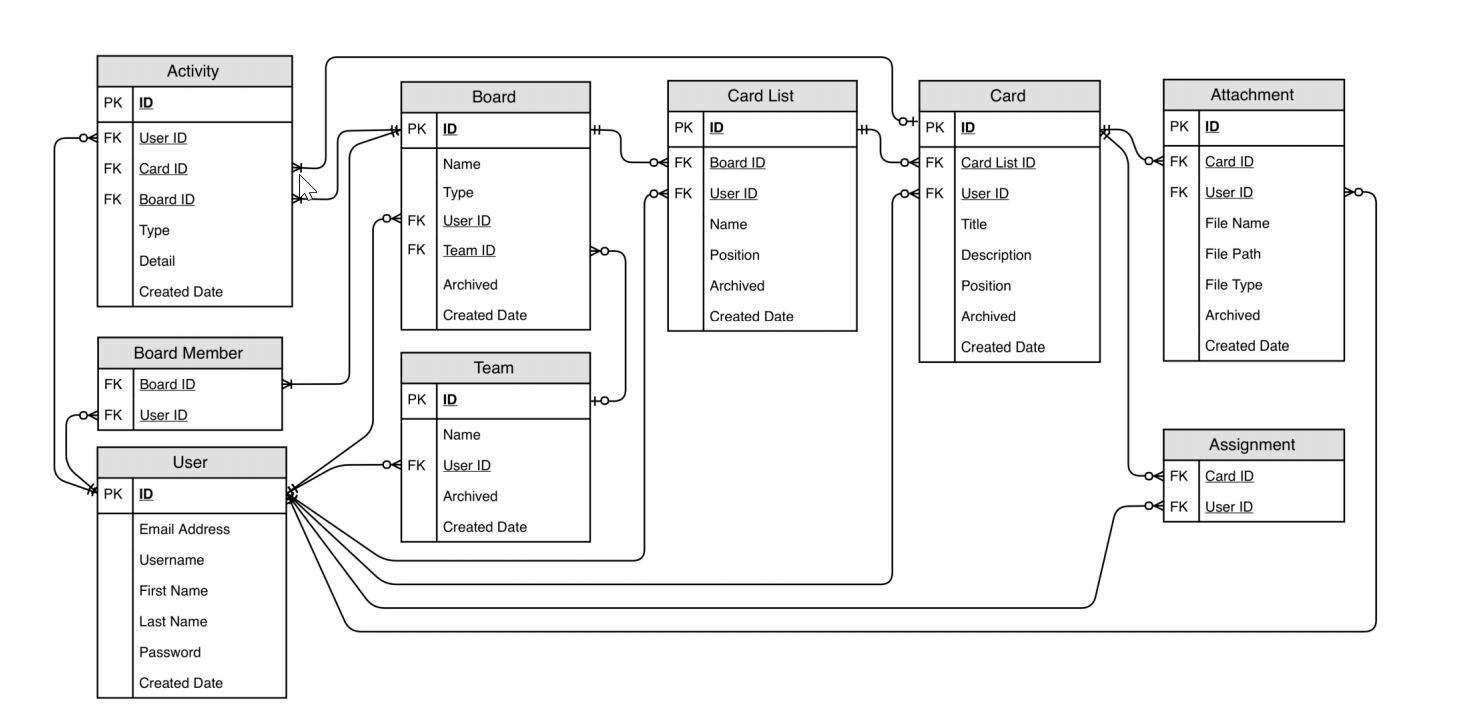 Activity
PK ID
FK User ID
FK Card ID
FK Board ID
Type
Detail
Created Date
Board Member
FK Board ID
FK User ID
User
PK ID
Email Address
Username
First Name
Last Name
Password
Created Date
Board
PK ID
Name
Type
FK User ID
FK Team ID
Archived
Created Date
Team
PK ID
Name
FK User ID
Archived
Created Date
Card List
PK ID
FK Board ID
FK User ID
Name
Position
Archived
Created Date
Card
PK ID
FK Card List ID
FK User ID
Title
Description
Position
Archived
Created Date
Attachment
PK ID
FK Card ID
FK User ID
File Name
File Path
File Type
Archived
Created Date
Assignment
FK Card ID
FK User ID